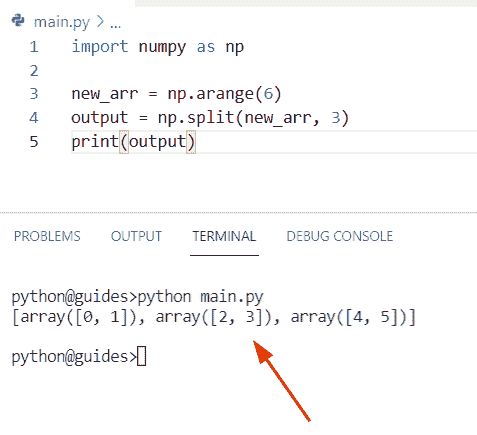 main.py > ...
1 import numpy as np
2
3 new_arr = np.arange(6)
4 output = np.split(new_arr, 3)
5 print(output)
PROBLEMS OUTPUT TERMINAL DEBUG CONSOLE
python@guides>python main.py
[array([0, 1]), array([2, 3]), array([4, 5])]
python@guides>